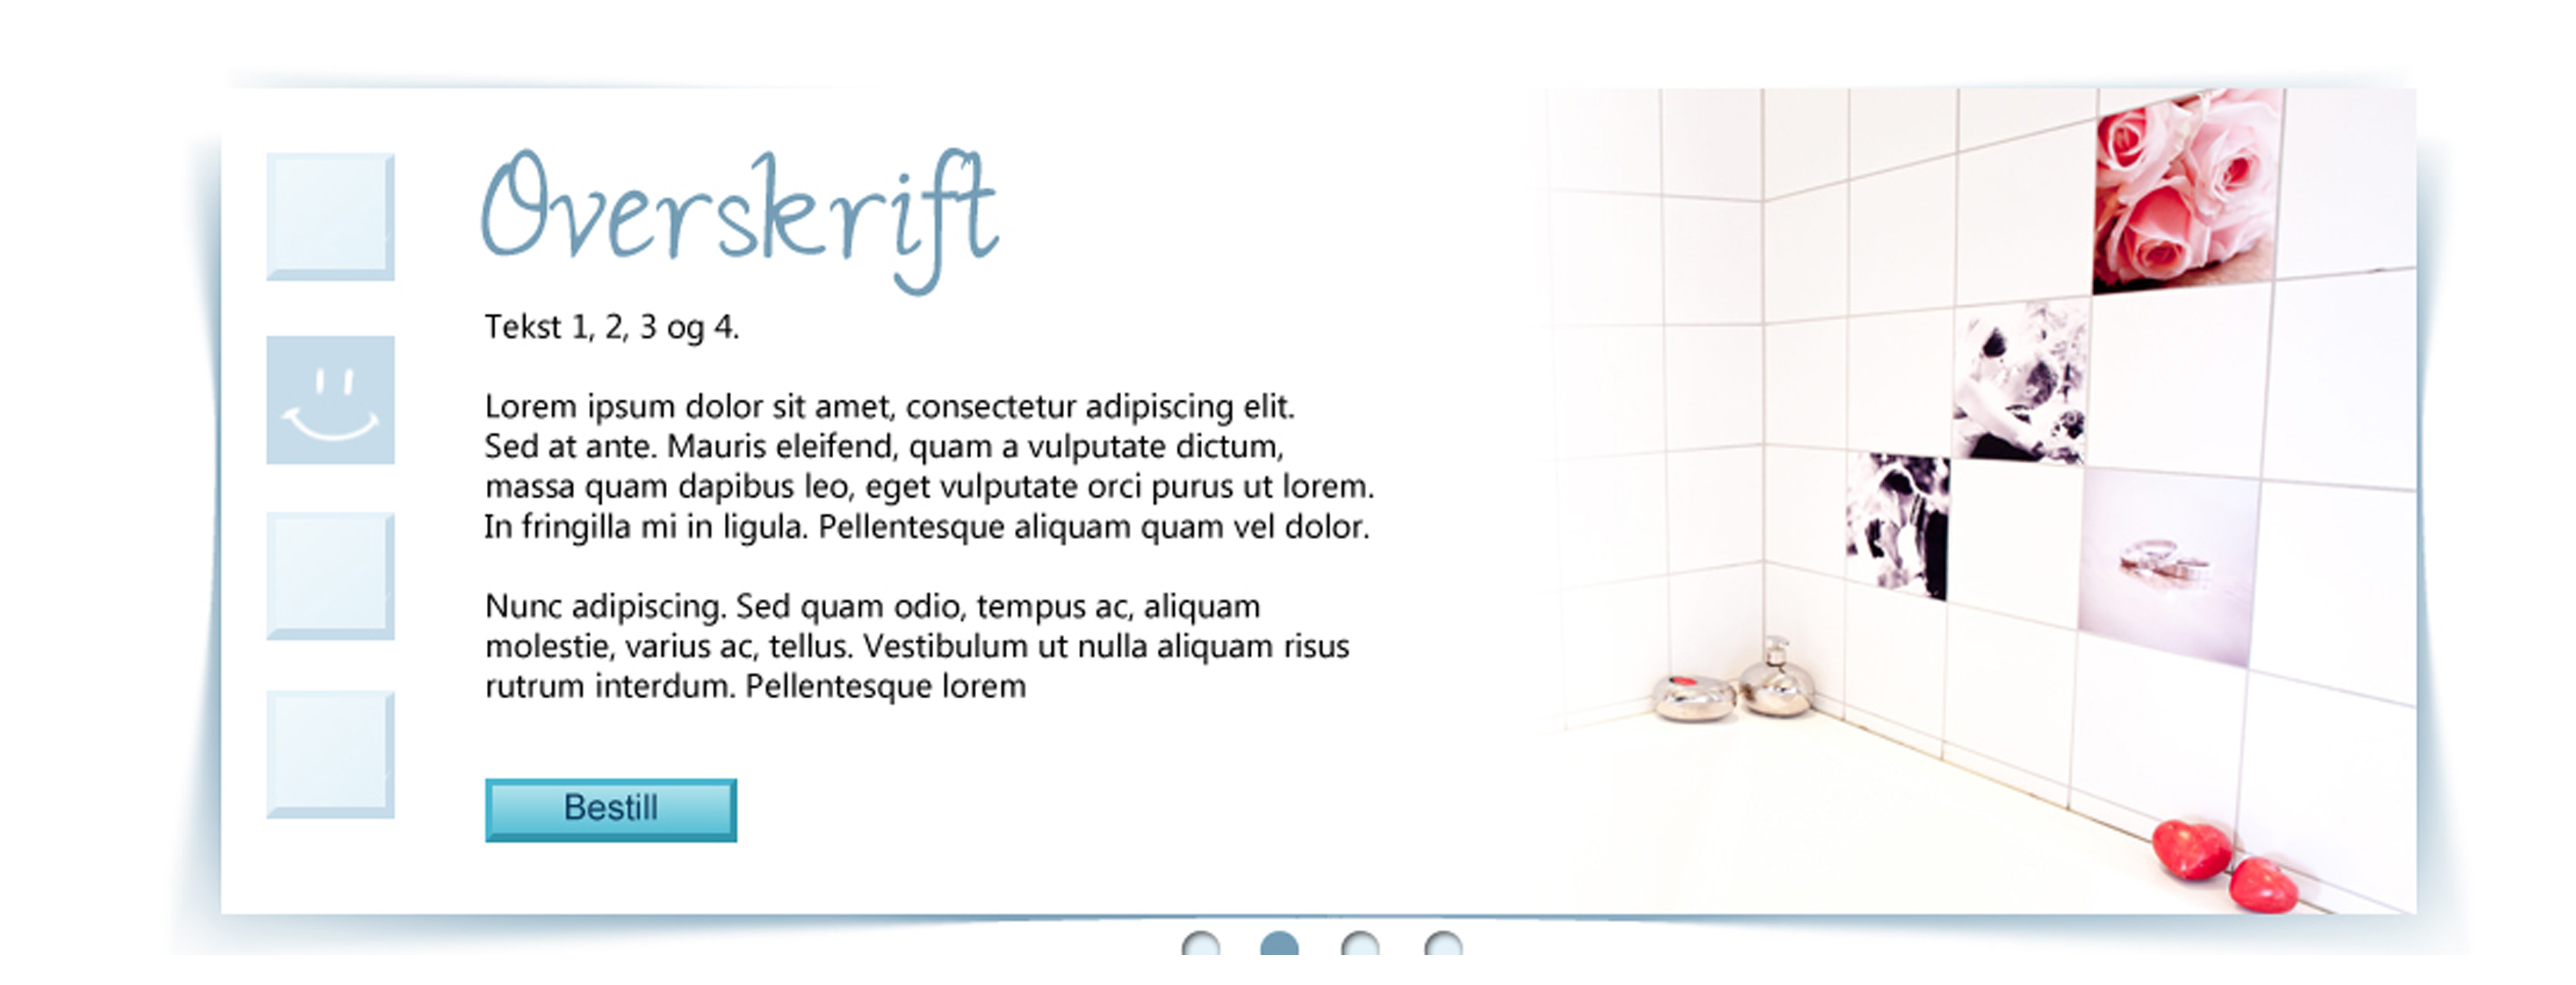 Overskrift
Tekst 1, 2, 3 og 4.
Lorem ipsum dolor sit amet, consectetur adipiscing elit.
Sed at ante. Mauris eleifend, quam a vulputate dictum,
massa quam dapibus leo, eget vulputate orci purus ut lorem.
In fringilla mi in ligula. Pellentesque aliquam quam vel dolor.
Nunc adipiscing. Sed quam odio, tempus ac, aliquam
molestie, varius ac, tellus. Vestibulum ut nulla aliquam risus
rutrum interdum. Pellentesque lorem
Bestill